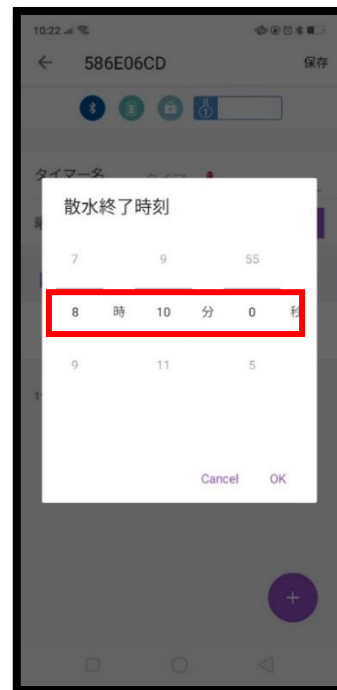 10:22
← 586E06CD 保存
1
タイマー名
散水終了時刻
7 9 55
8 時 10 分 0 秒
9 11 5
Cancel OK
+